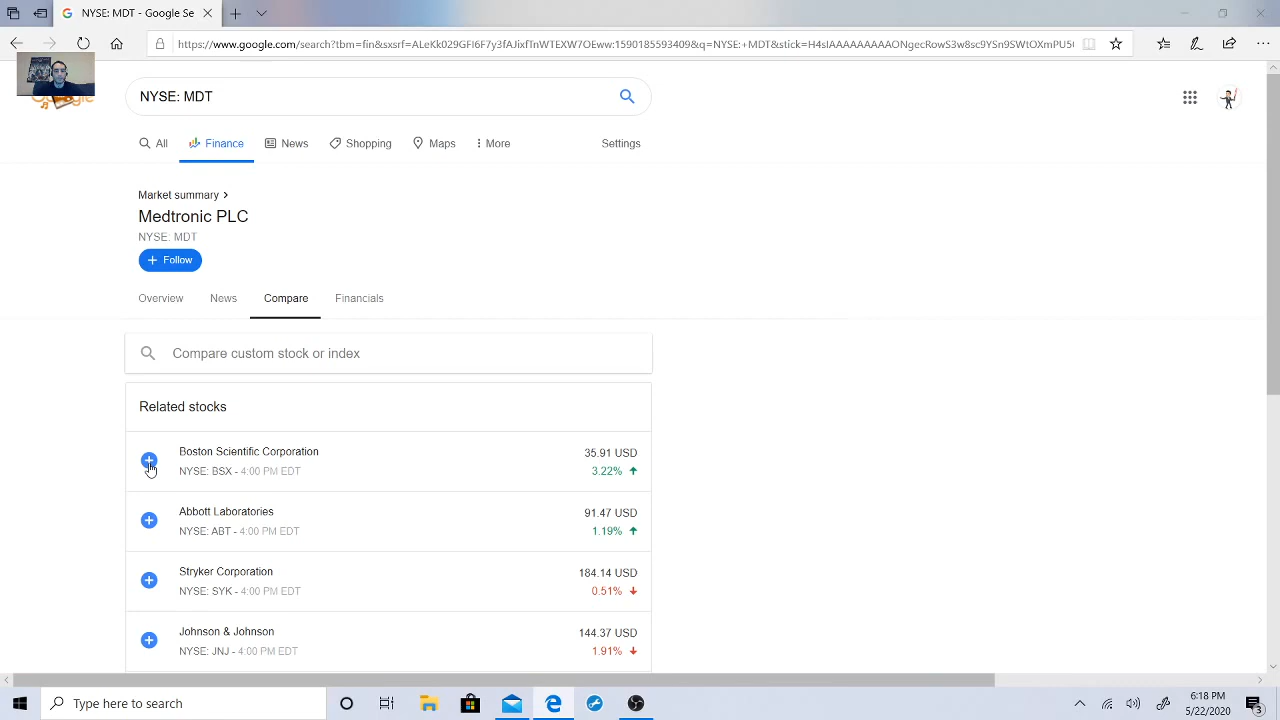 NYSE: MDT - Google Se
https://www.google.com/search?tbm=fin&sxsrf=ALeKk029GFI6F7y3fAJixfTnWTEXW7OEww:1590185593409&q=NYSE:+MDT&stick=H4sIAAAAAAAAAONgecRowS3w8sc9YSn9SWtOXmPU5
NYSE: MDT
All
Finance
News
Shopping
Maps
More
Settings
Market summary
Medtronic PLC
NYSE: MDT
Follow
Overview
News
Compare
Financials
Compare custom stock or index
Related stocks
Boston Scientific Corporation
35.91 USD
NYSE: BSX - 4:00 PM EDT
3.22%
Abbott Laboratories
91.47 USD
NYSE: ABT - 4:00 PM EDT
1.19%
Stryker Corporation
184.14 USD
NYSE: SYK - 4:00 PM EDT
0.51%
Johnson & Johnson
144.37 USD
NYSE: JNJ - 4:00 PM EDT
1.91%
Type here to search
6:18 PM
5/22/2020
3